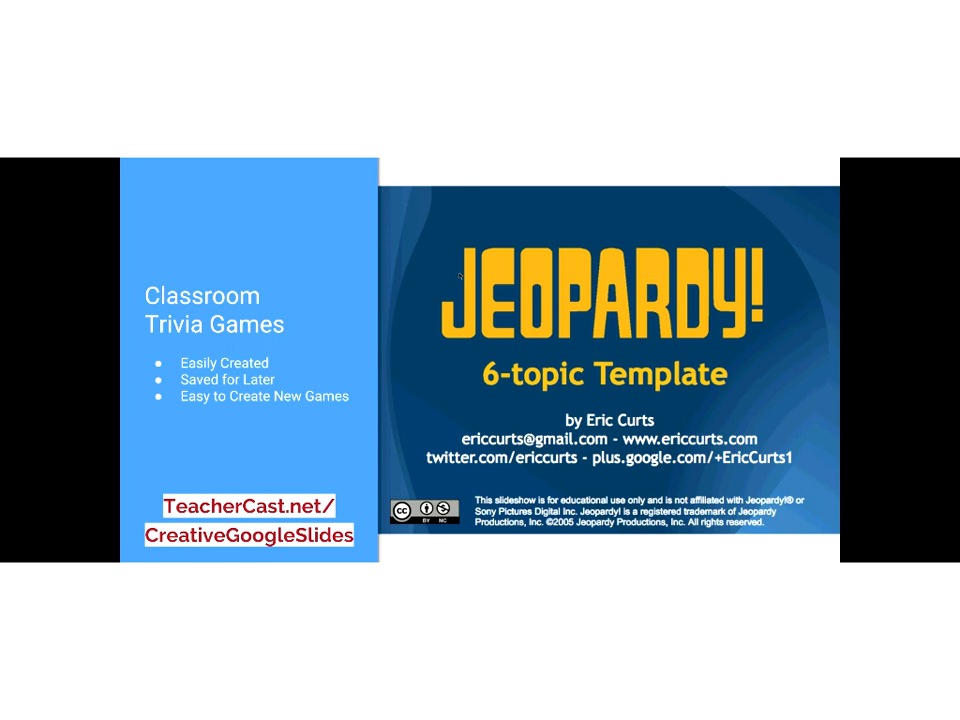 Classroom
Trivia Games
● Easily Created
● Saved for Later
● Easy to Create New Games
TeacherCast.net/
CreativeGoogleSlides
JEOPARDY!
6-topic Template
by Eric Curts
ericcurts@gmail.com - www.ericcurts.com
twitter.com/ericcurts - plus.google.com/+EricCurts1
cc BY NC
This slideshow is for educational use only and is not affiliated with Jeopardy!® or
Sony Pictures Digital Inc. Jeopardy! is a registered trademark of Jeopardy
Productions, Inc. ©2005 Jeopardy Productions, Inc. All rights reserved.